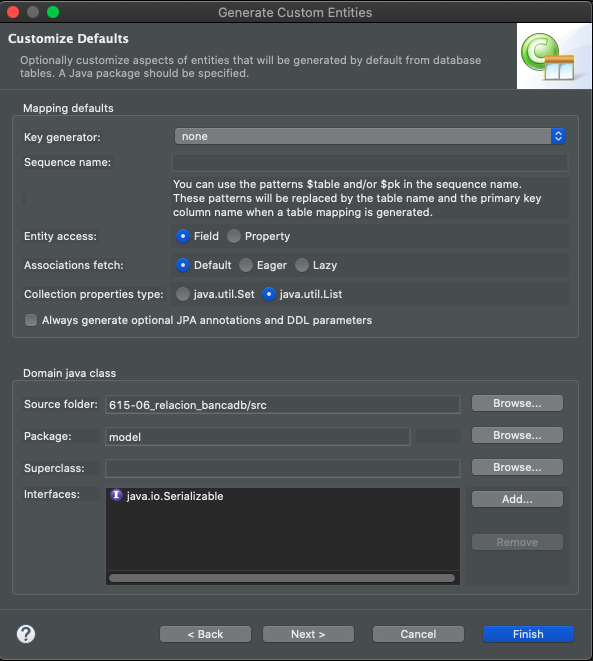 Generate Custom Entities
Customize Defaults
Optionally customize aspects of entities that will be generated by default from database
tables. A Java package should be specified.
Mapping defaults
Key generator: none
Sequence name:
You can use the patterns $table and/or $pk in the sequence name.
These patterns will be replaced by the table name and the primary key
column name when a table mapping is generated.
Entity access: Field Property
Associations fetch: Default Eager Lazy
Collection properties type: java.util.Set java.util.List
Always generate optional JPA annotations and DDL parameters
Domain java class
Source folder: 615-06_relacion_bancadb/src Browse...
Package: model Browse...
Superclass: Browse...
Interfaces: I java.io.Serializable Add...
Remove
? < Back Next > Cancel Finish